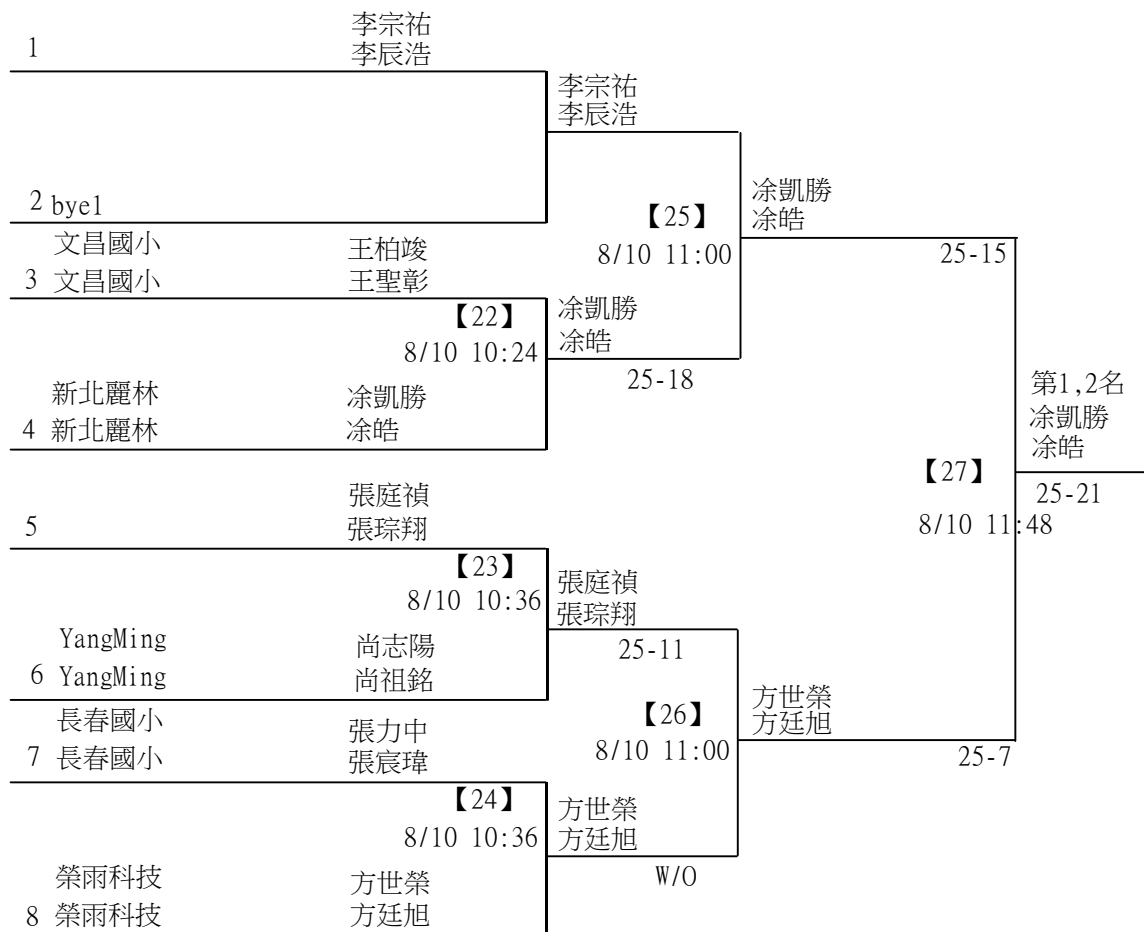 李宗祐
1 李辰浩
李宗祐
李辰浩
2 bye1
凃凱勝
凃皓
【25】
8/10 11:00
25-15
文昌國小 王柏竣
3 文昌國小 王聖彰
【22】
8/10 10:24
凃凱勝
凃皓
25-18
新北麗林 凃凱勝
4 新北麗林 凃皓
第1,2名
凃凱勝
凃皓
【27】
25-21
8/10 11:48
張庭禎
5 張琮翔
【23】
8/10 10:36
張庭禎
張琮翔
25-11
YangMing 尚志陽
6 YangMing 尚祖銘
【26】
8/10 11:00
方世榮
方廷旭
25-7
長春國小 張力中
7 長春國小 張宸瑋
【24】
8/10 10:36
方世榮
方廷旭
W/O
榮雨科技 方世榮
8 榮雨科技 方廷旭